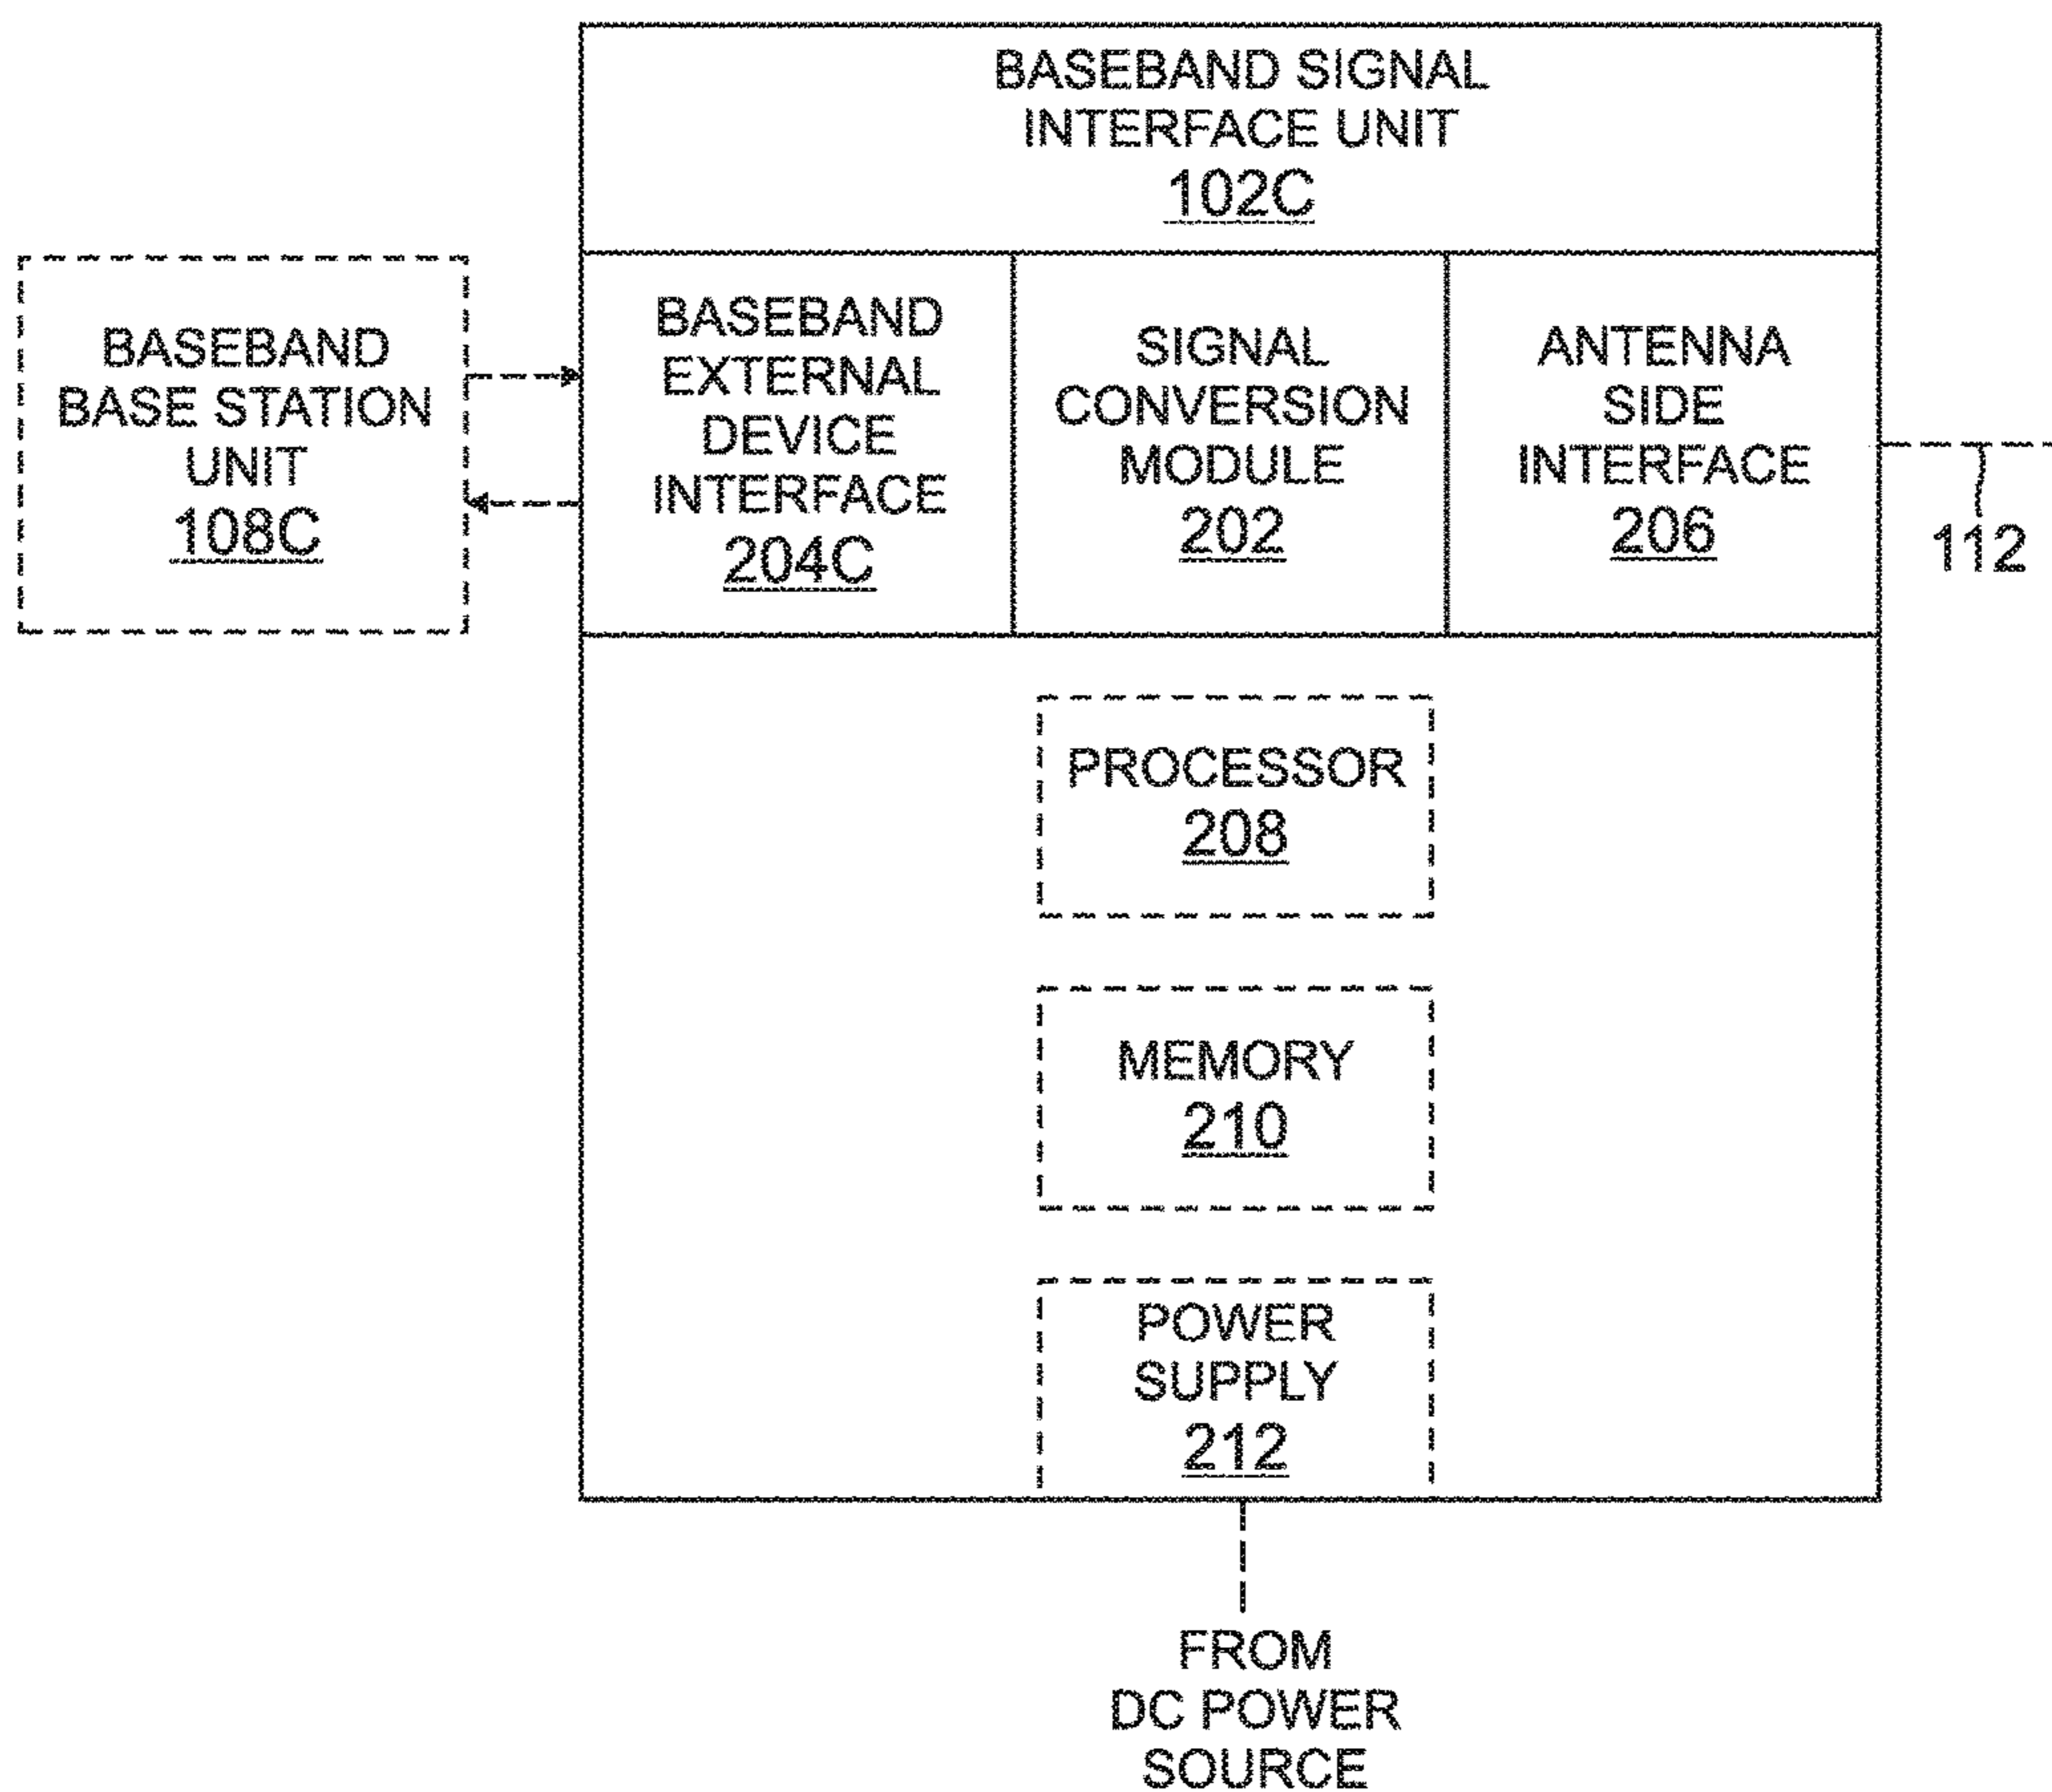 BASEBAND SIGNAL
INTERFACE UNIT
102C
BASEBAND
BASE STATION
UNIT
108C
BASEBAND
EXTERNAL
DEVICE
INTERFACE
204C
SIGNAL
CONVERSION
MODULE
202
ANTENNA
SIDE
INTERFACE
206
112
PROCESSOR
208
MEMORY
210
POWER
SUPPLY
212
FROM
DC POWER
SOURCE